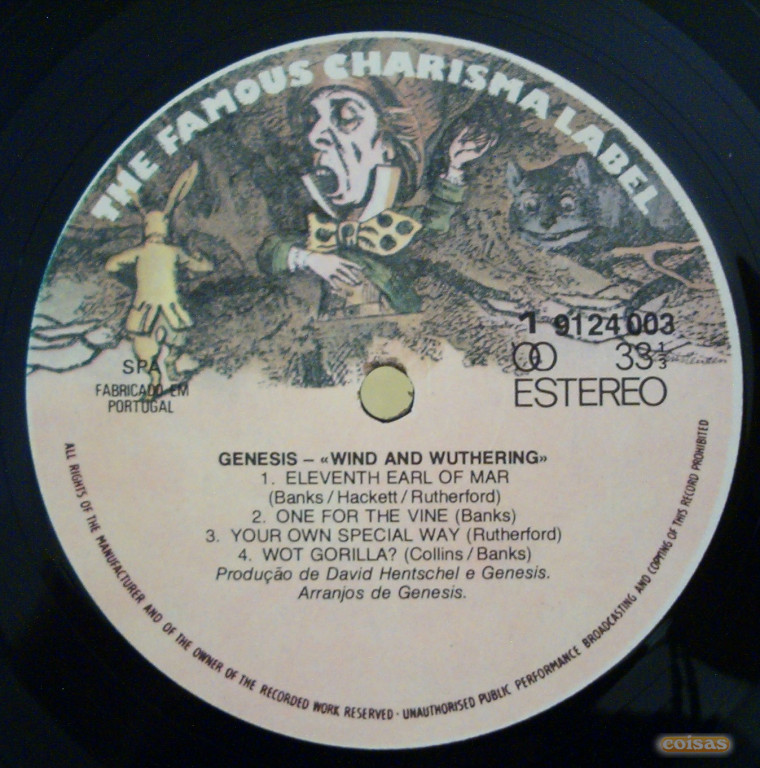 THE FAMOUS CHARISMA LABEL
1 9124 003
33 1/3
ESTEREO
SPA
FABRICADO EM
PORTUGAL
GENESIS – «WIND AND WUTHERING»
1. ELEVENTH EARL OF MAR
(Banks/Hackett/Rutherford)
2. ONE FOR THE VINE (Banks)
3. YOUR OWN SPECIAL WAY (Rutherford)
4. WOT GORILLA? (Collins/Banks)
Produção de David Hentschel e Genesis.
Arranjos de Genesis.
ALL RIGHTS OF THE MANUFACTURER AND OF THE OWNER OF THE RECORDED WORK RESERVED · UNAUTHORISED PUBLIC PERFORMANCE BROADCASTING AND COPYING OF THIS RECORD PROHIBITED
coisas